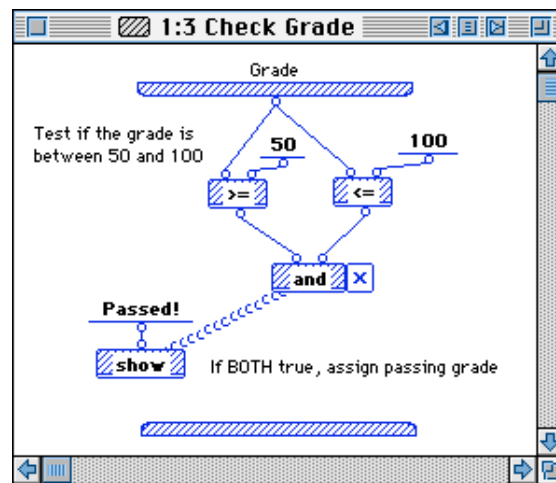 1:3 Check Grade
Grade
Test if the grade is
between 50 and 100
50
100
>=
<=
and
Passed!
show
If BOTH true, assign passing grade